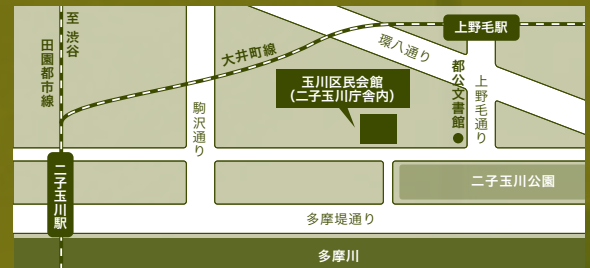 至 渋谷
田園都市線
大井町線
上野毛駅
環八通り
玉川区民会館
（二子玉川庁舎内）
都公文書館
上野毛通り
駒沢通り
二子玉川駅
二子玉川公園
多摩堤通り
多摩川